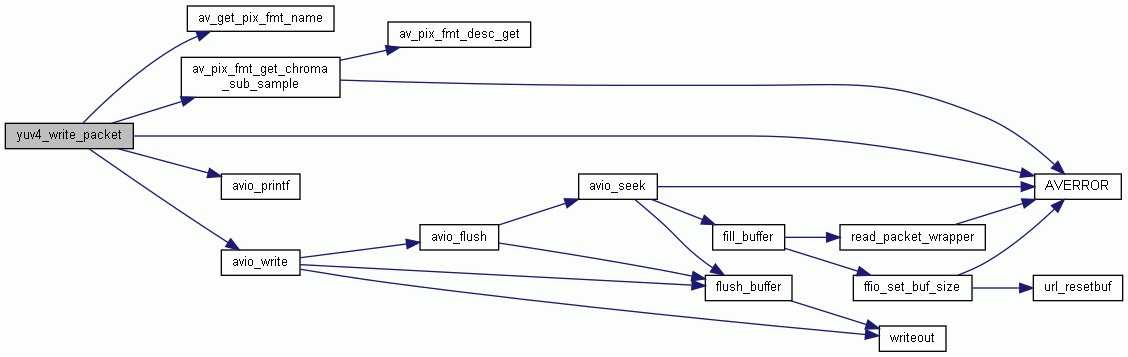 av_get_pix_fmt_name
av_pix_fmt_desc_get
av_pix_fmt_get_chroma
_sub_sample
yuv4_write_packet
avio_printf
avio_seek
AVERROR
avio_flush
fill_buffer
read_packet_wrapper
avio_write
flush_buffer
ffio_set_buf_size
url_resetbuf
writeout